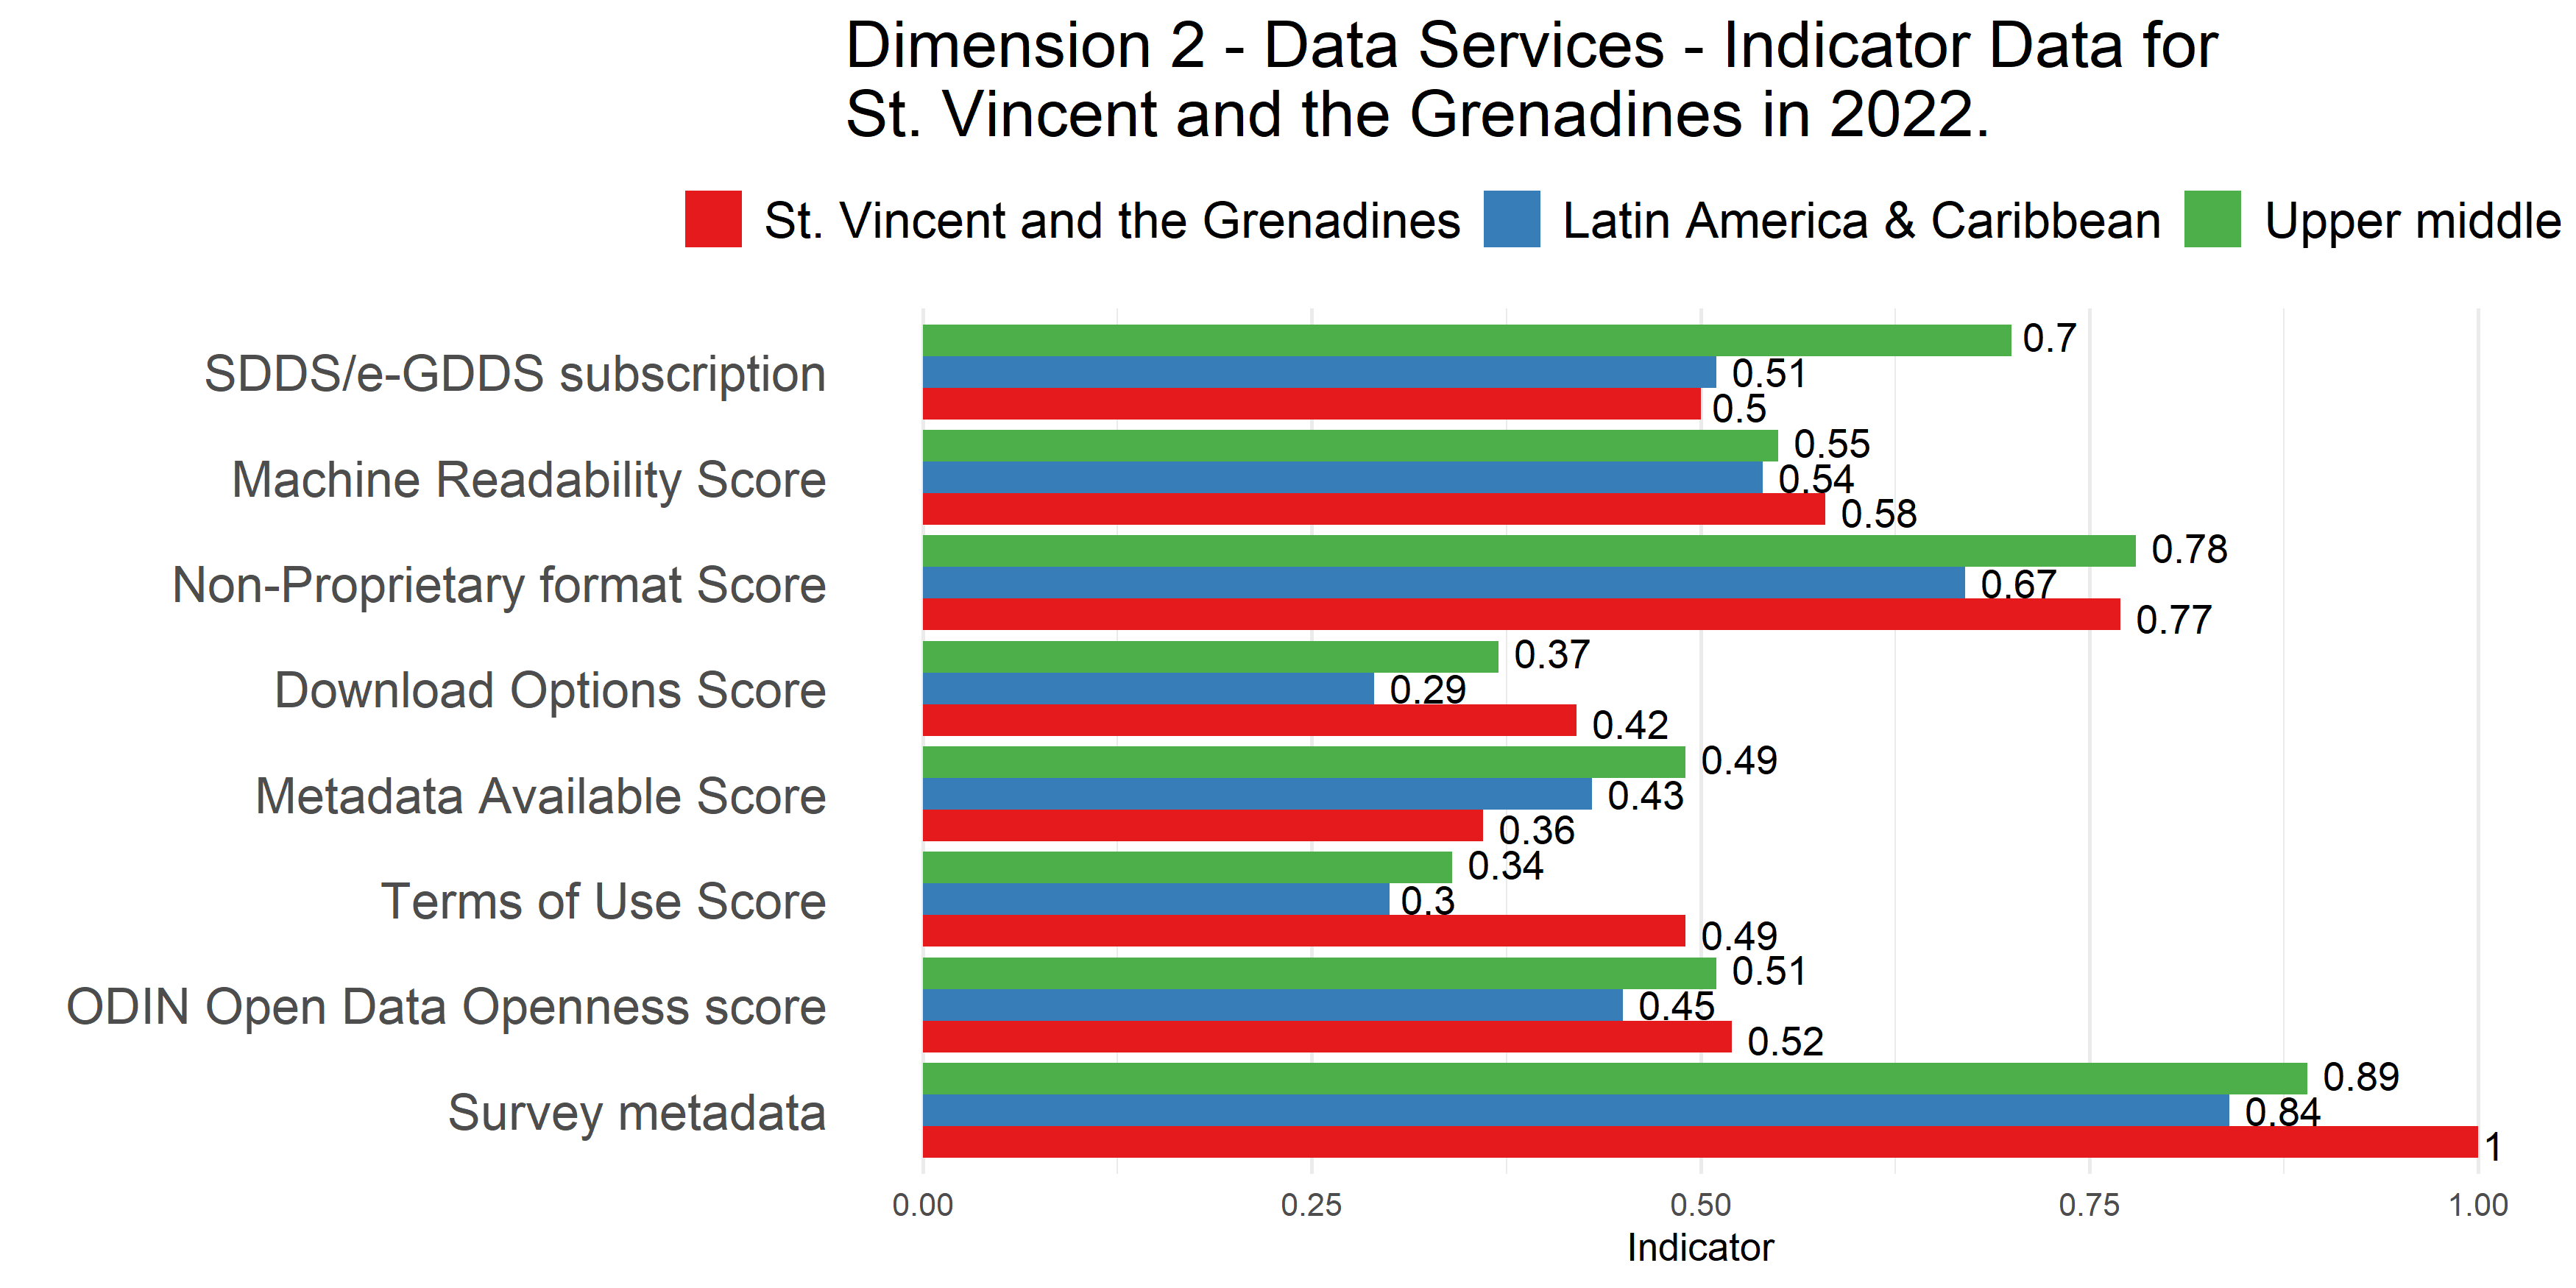 Dimension 2 - Data Services - Indicator Data for
St. Vincent and the Grenadines in 2022.
St. Vincent and the Grenadines Latin America & Caribbean Upper middle
SDDS/e-GDDS subscription
0.7
0.51
0.5
Machine Readability Score
0.55
0.54
0.58
Non-Proprietary format Score
0.78
0.67
0.77
Download Options Score
0.37
0.29
0.42
Metadata Available Score
0.49
0.43
0.36
Terms of Use Score
0.34
0.3
0.49
ODIN Open Data Openness score
0.51
0.45
0.52
Survey metadata
0.89
0.84
1
0.00 0.25 0.50 0.75 1.00
Indicator